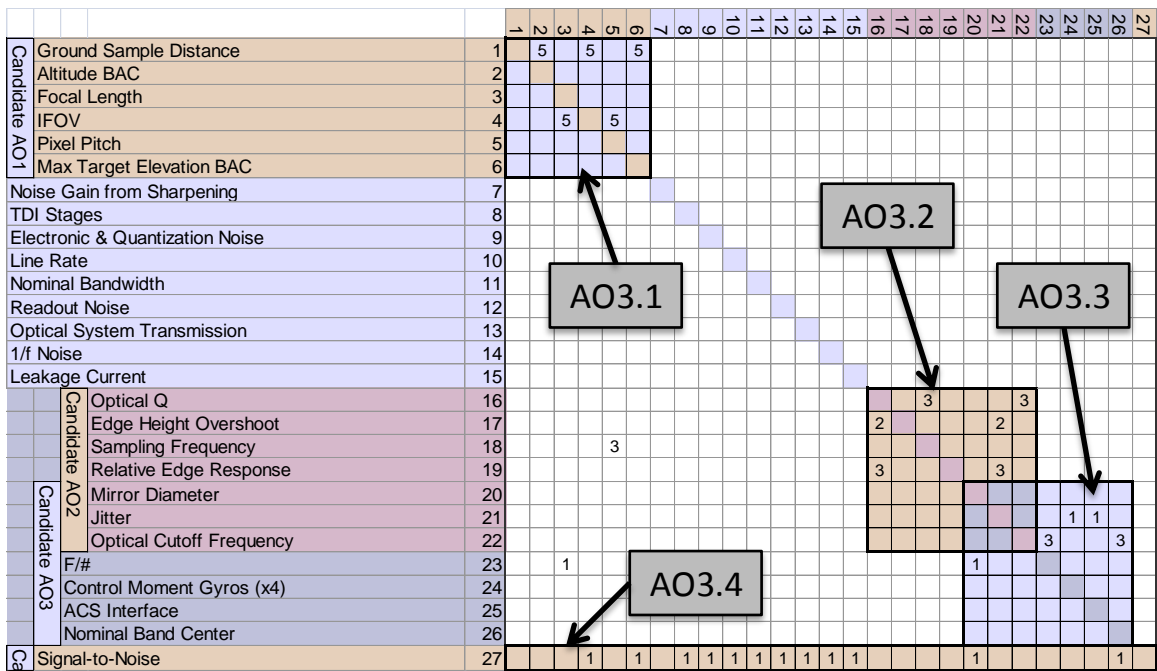 1 2 3 4 5 6 7 8 9 10 11 12 13 14 15 16 17 18 19 20 21 22 23 24 25 26 27
Candidate AO1
Ground Sample Distance 1 5 5 5
Altitude BAC 2
Focal Length 3
IFOV 4 5 5
Pixel Pitch 5
Max Target Elevation BAC 6
Noise Gain from Sharpening 7
TDI Stages 8
Electronic & Quantization Noise 9
Line Rate 10
Nominal Bandwidth 11
Readout Noise 12
Optical System Transmission 13
1/f Noise 14
Leakage Current 15
AO3.1
AO3.2
AO3.3
Candidate AO2
Optical Q 16 3 3
Edge Height Overshoot 17 2 2
Sampling Frequency 18 3
Relative Edge Response 19 3 3
Candidate AO3
Mirror Diameter 20
Jitter 21 1 1
Optical Cutoff Frequency 22 3 3
F/# 23 1 1
Control Moment Gyros (x4) 24
ACS Interface 25
Nominal Band Center 26
AO3.4
Ca
Signal-to-Noise 27 1 1 1 1 1 1 1 1 1 1 1 1